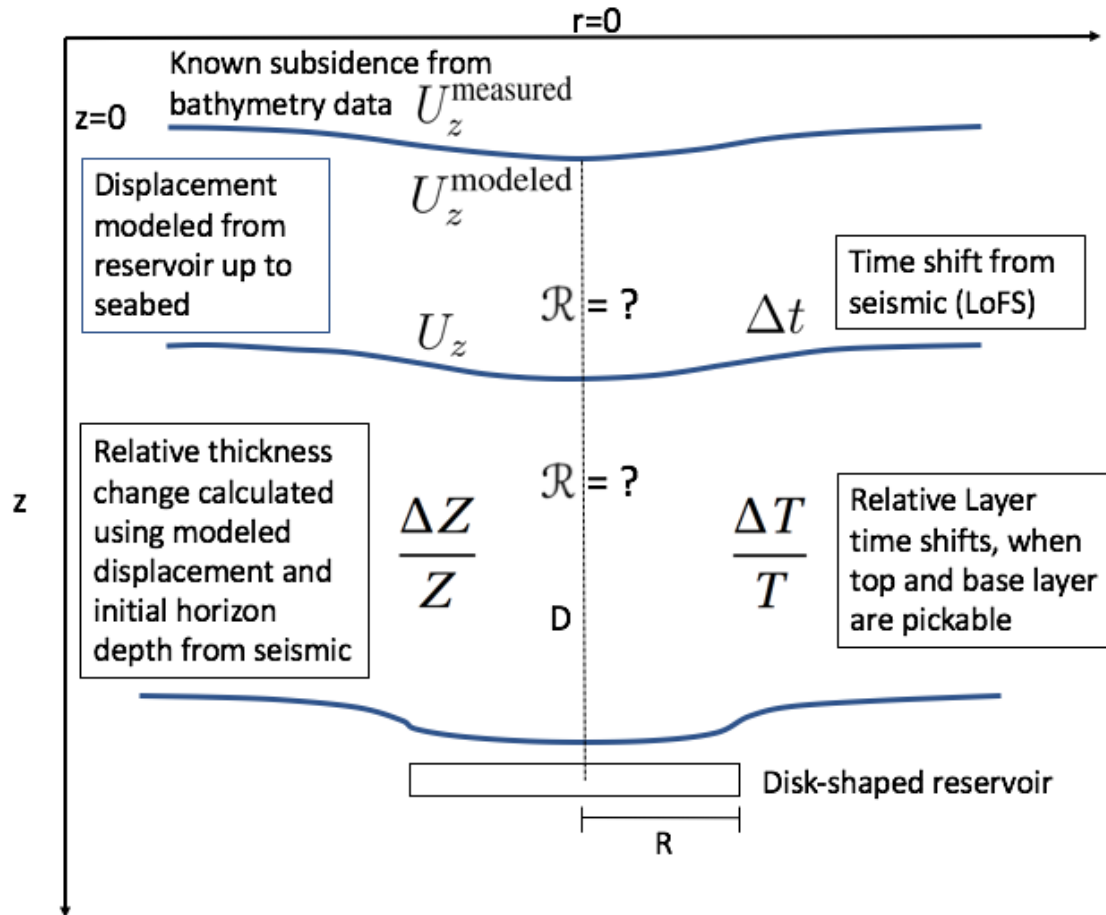 r=0
Known subsidence from
bathymetry data
U_z^measured
z=0
Displacement
modeled from
reservoir up to
seabed
U_z^modeled
Time shift from
seismic (LoFS)
ℛ = ?
Δt
U_z
Relative thickness
change calculated
using modeled
displacement and
initial horizon
depth from seismic
ℛ = ?
z
ΔZ
Z
ΔT
T
Relative Layer
time shifts, when
top and base layer
are pickable
D
Disk-shaped reservoir
R